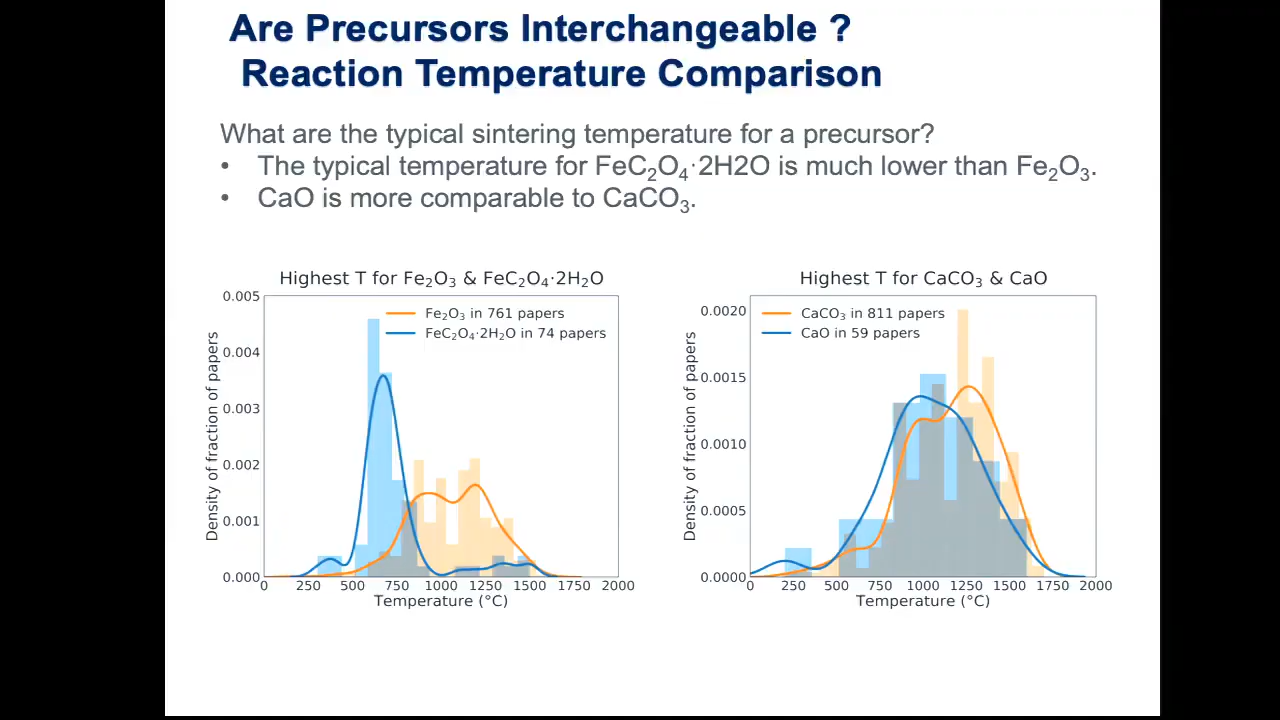 Are Precursors Interchangeable ?
Reaction Temperature Comparison
What are the typical sintering temperature for a precursor?
• The typical temperature for FeC₂O₄·2H2O is much lower than Fe₂O₃.
• CaO is more comparable to CaCO₃.
Highest T for Fe₂O₃ & FeC₂O₄·2H₂O
Fe₂O₃ in 761 papers
FeC₂O₄·2H₂O in 74 papers
Density of fraction of papers
0.005
0.004
0.003
0.002
0.001
0.000
0 250 500 750 1000 1250 1500 1750 2000
Temperature (°C)
Highest T for CaCO₃ & CaO
CaCO₃ in 811 papers
CaO in 59 papers
Density of fraction of papers
0.0020
0.0015
0.0010
0.0005
0.0000
0 250 500 750 1000 1250 1500 1750 2000
Temperature (°C)